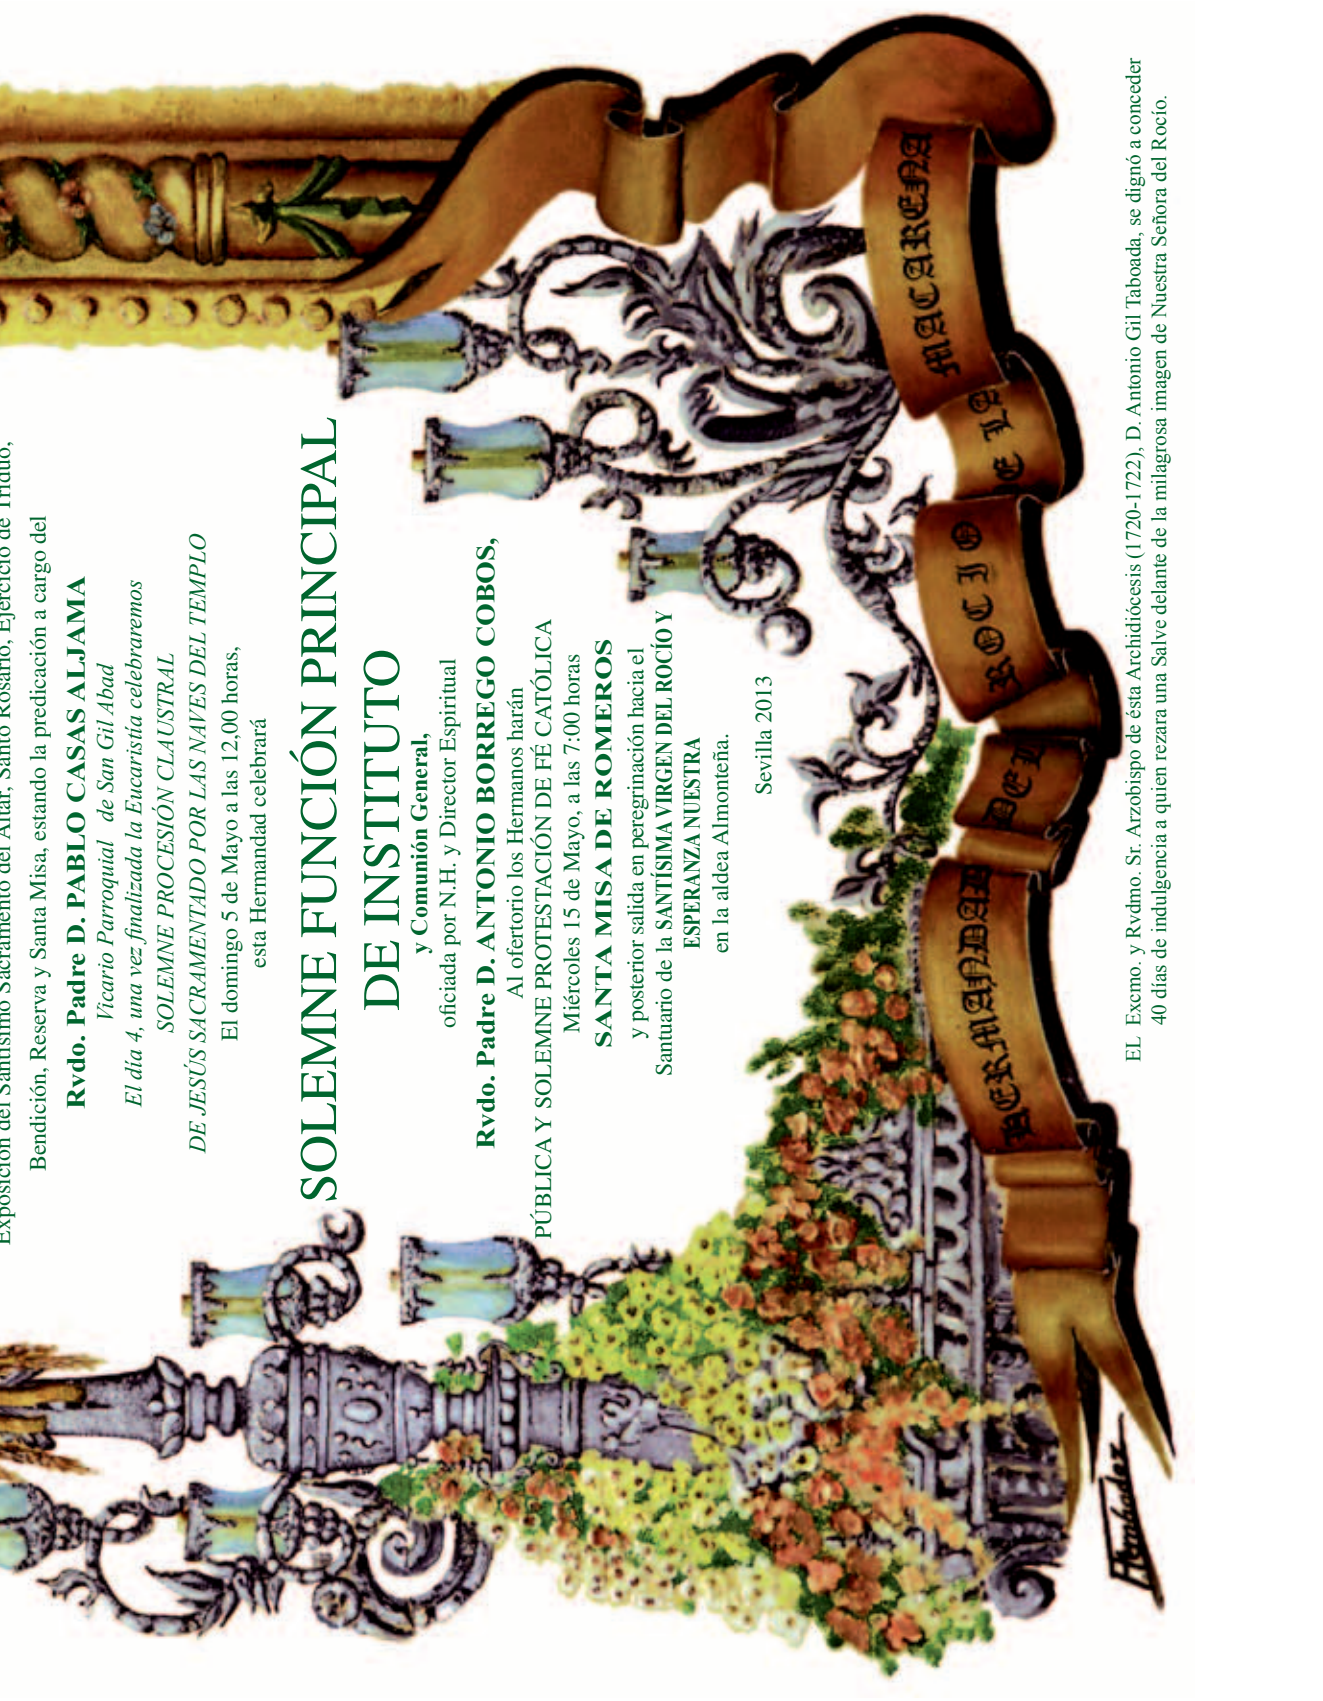 Exposición del Santísimo Sacramento del Altar, Santo Rosario, Ejercicio de Triduo,
Bendición, Reserva y Santa Misa, estando la predicación a cargo del
Rvdo. Padre D. PABLO CASAS ALJAMA
Vicario Parroquial de San Gil Abad
El día 4, una vez finalizada la Eucaristía celebraremos
SOLEMNE PROCESIÓN CLAUSTRAL
DE JESÚS SACRAMENTADO POR LAS NAVES DEL TEMPLO
El domingo 5 de Mayo a las 12,00 horas,
esta Hermandad celebrará
SOLEMNE FUNCIÓN PRINCIPAL
DE INSTITUTO
y Comunión General,
oficiada por N.H. y Director Espiritual
Rvdo. Padre D. ANTONIO BORREGO COBOS,
Al ofertorio los Hermanos harán
PÚBLICA Y SOLEMNE PROTESTACIÓN DE FÉ CATÓLICA
Miércoles 15 de Mayo, a las 7:00 horas
SANTA MISA DE ROMEROS
y posterior salida en peregrinación hacia el
Santuario de la SANTÍSIMA VIRGEN DEL ROCÍO Y
ESPERANZA NUESTRA
en la aldea Almonteña.
Sevilla 2013
HERMANDAD DEL ROCIO DE LA MACARENA
EL Excmo. y Rvdmo. Sr. Arzobispo de ésta Archidiócesis (1720-1722), D. Antonio Gil Taboada, se dignó a conceder
40 días de indulgencia a quien rezara una Salve delante de la milagrosa imagen de Nuestra Señora del Rocío.